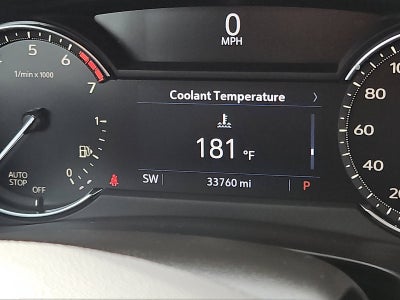 0
MPH
5
6
7
1/min x 1000
Coolant Temperature
181 °F
SW
33760 mi
P
1
0
AUTO
STOP
OFF
100
80
60
40
20